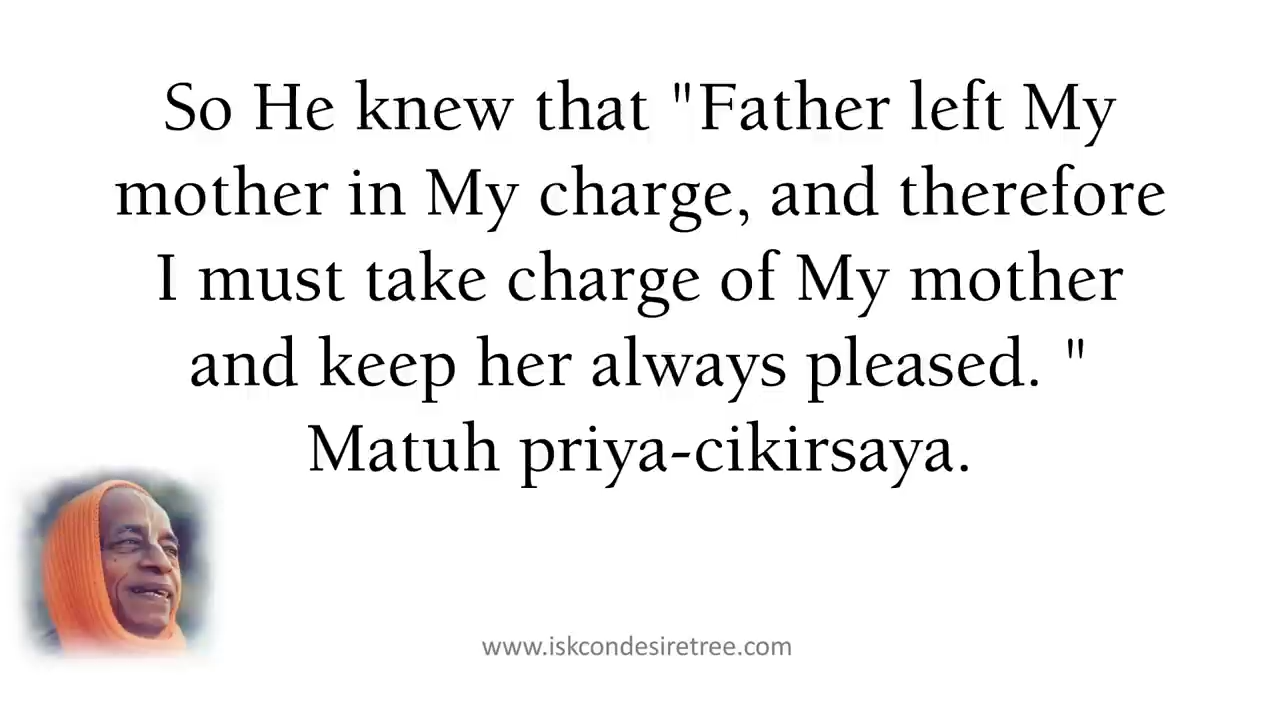 So He knew that "Father left My
mother in My charge, and therefore
I must take charge of My mother
and keep her always pleased. "
Matuh priya-cikirsaya.
www.iskcondesiretree.com